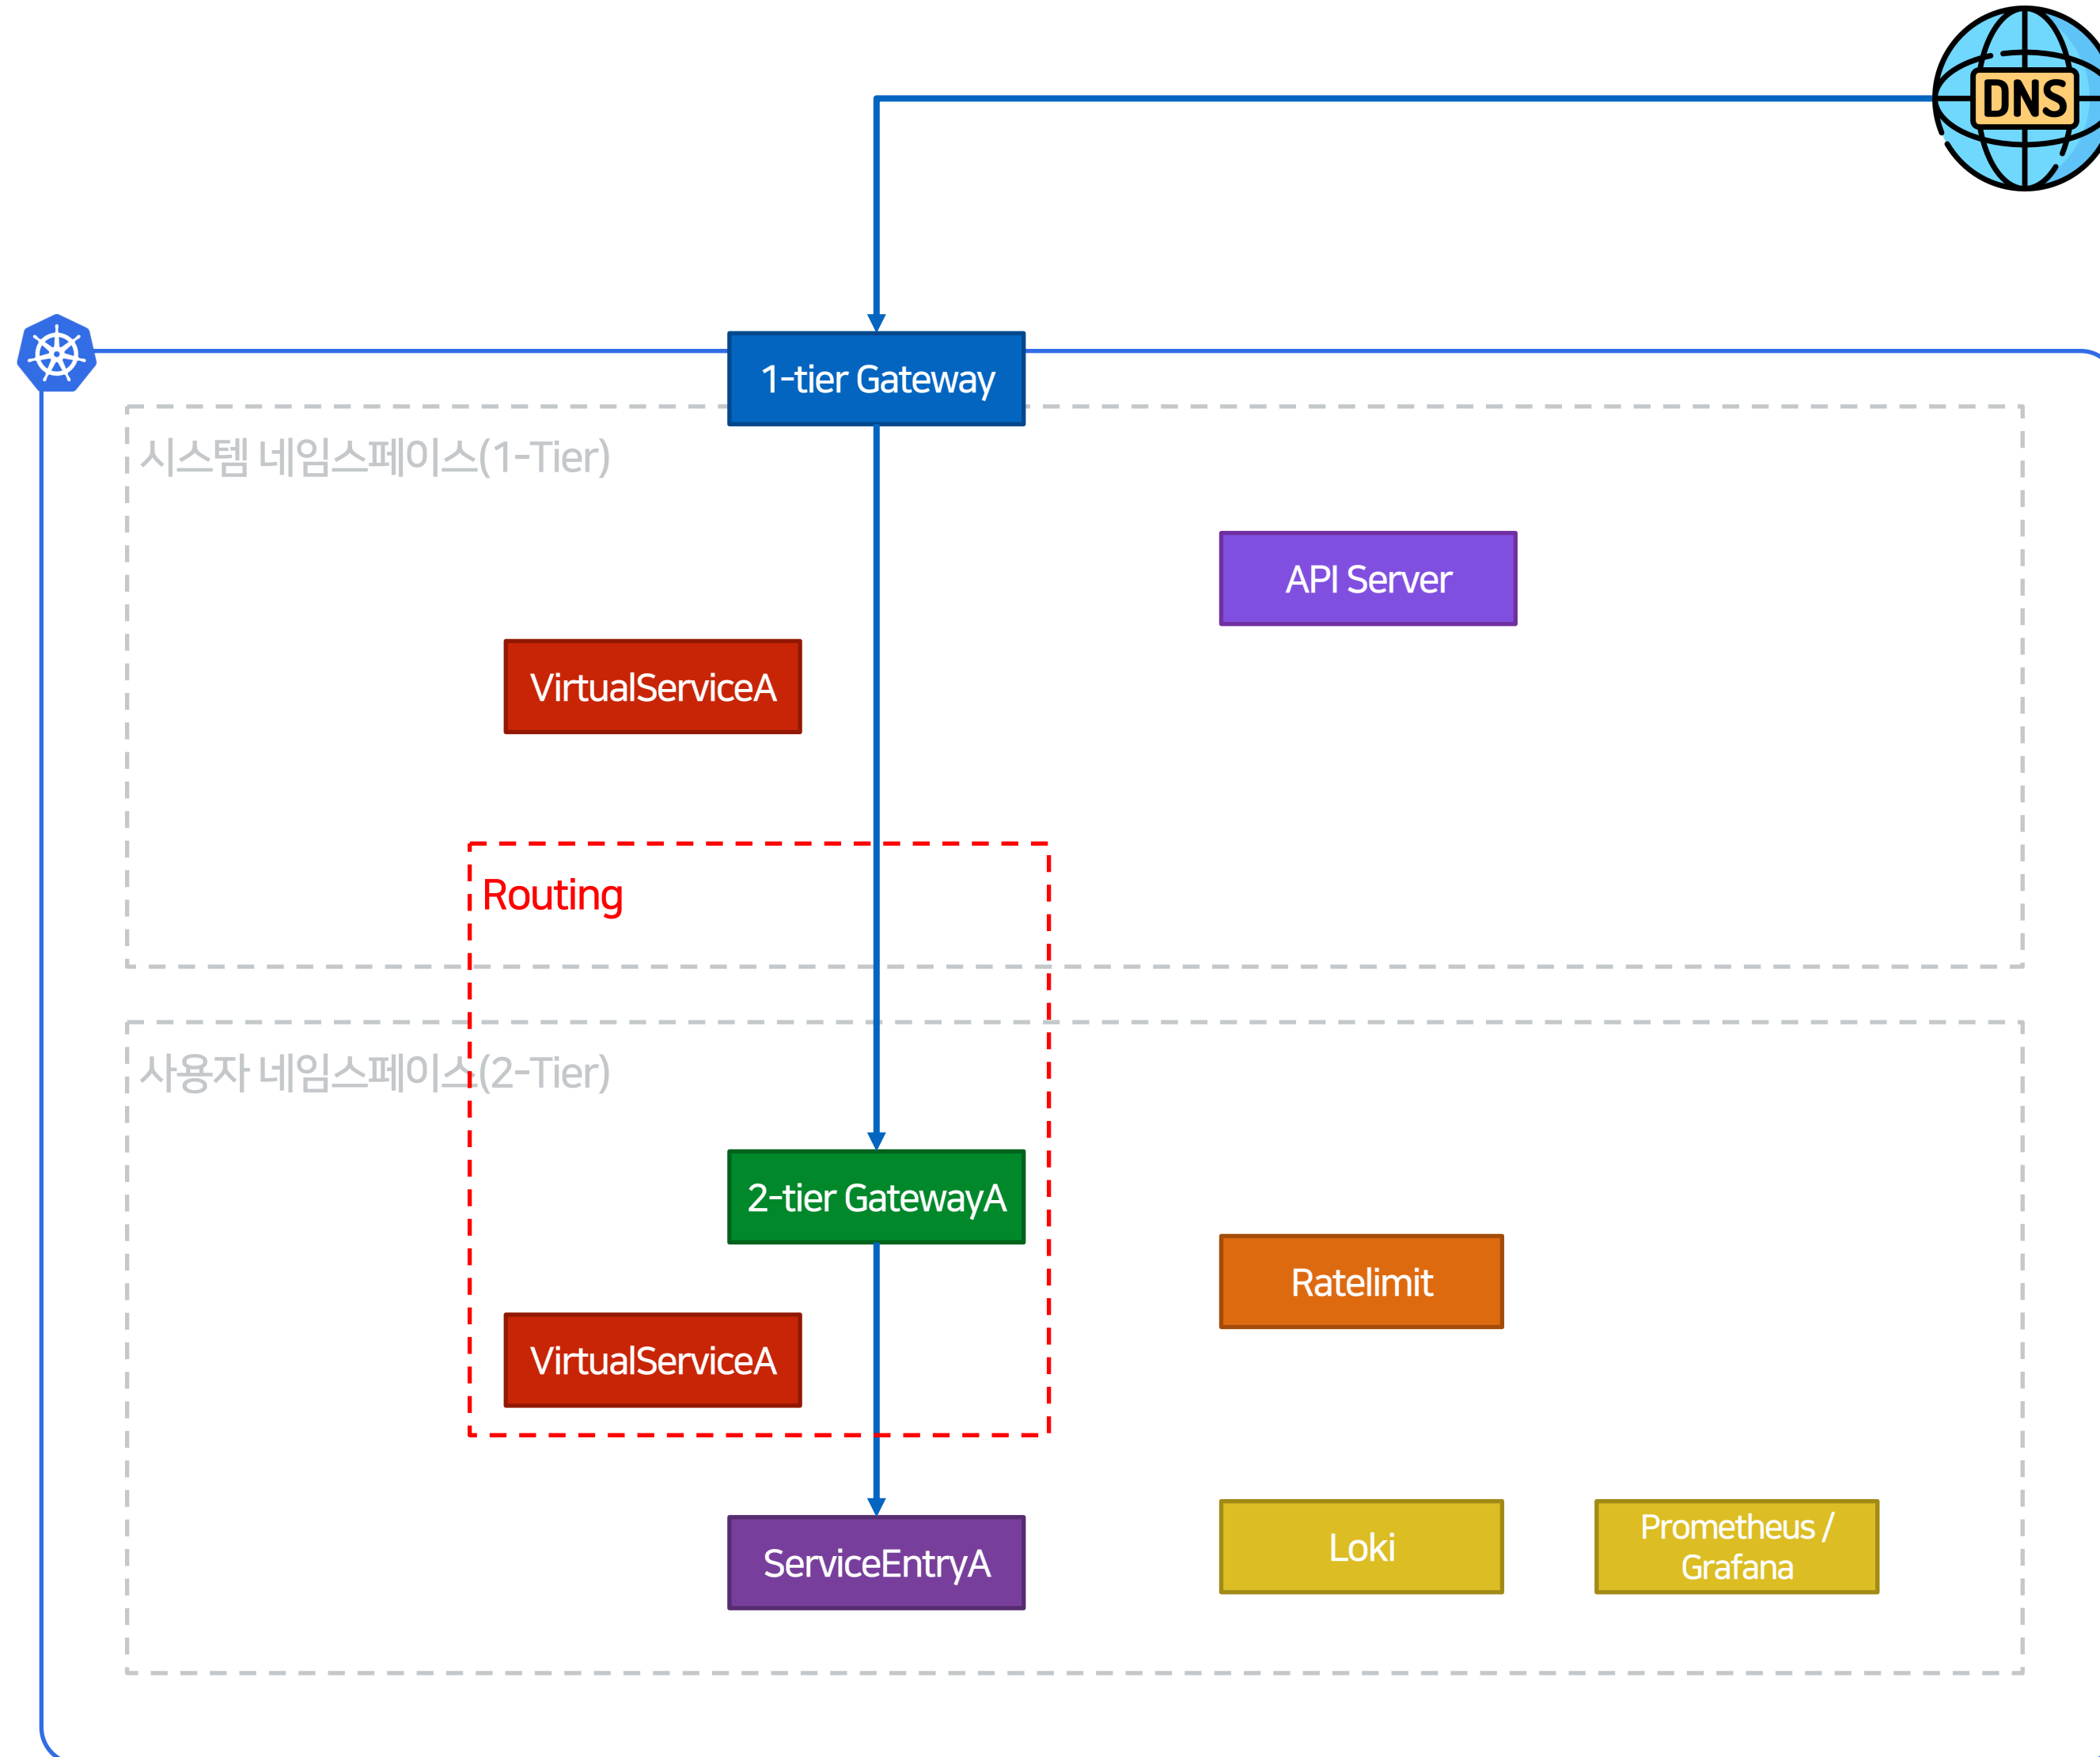 DNS
1-tier Gateway
시스템 네임스페이스(1-Tier)
API Server
VirtualServiceA
Routing
사용자 네임스페이스(2-Tier)
2-tier GatewayA
Ratelimit
VirtualServiceA
Loki
Prometheus /
Grafana
ServiceEntryA